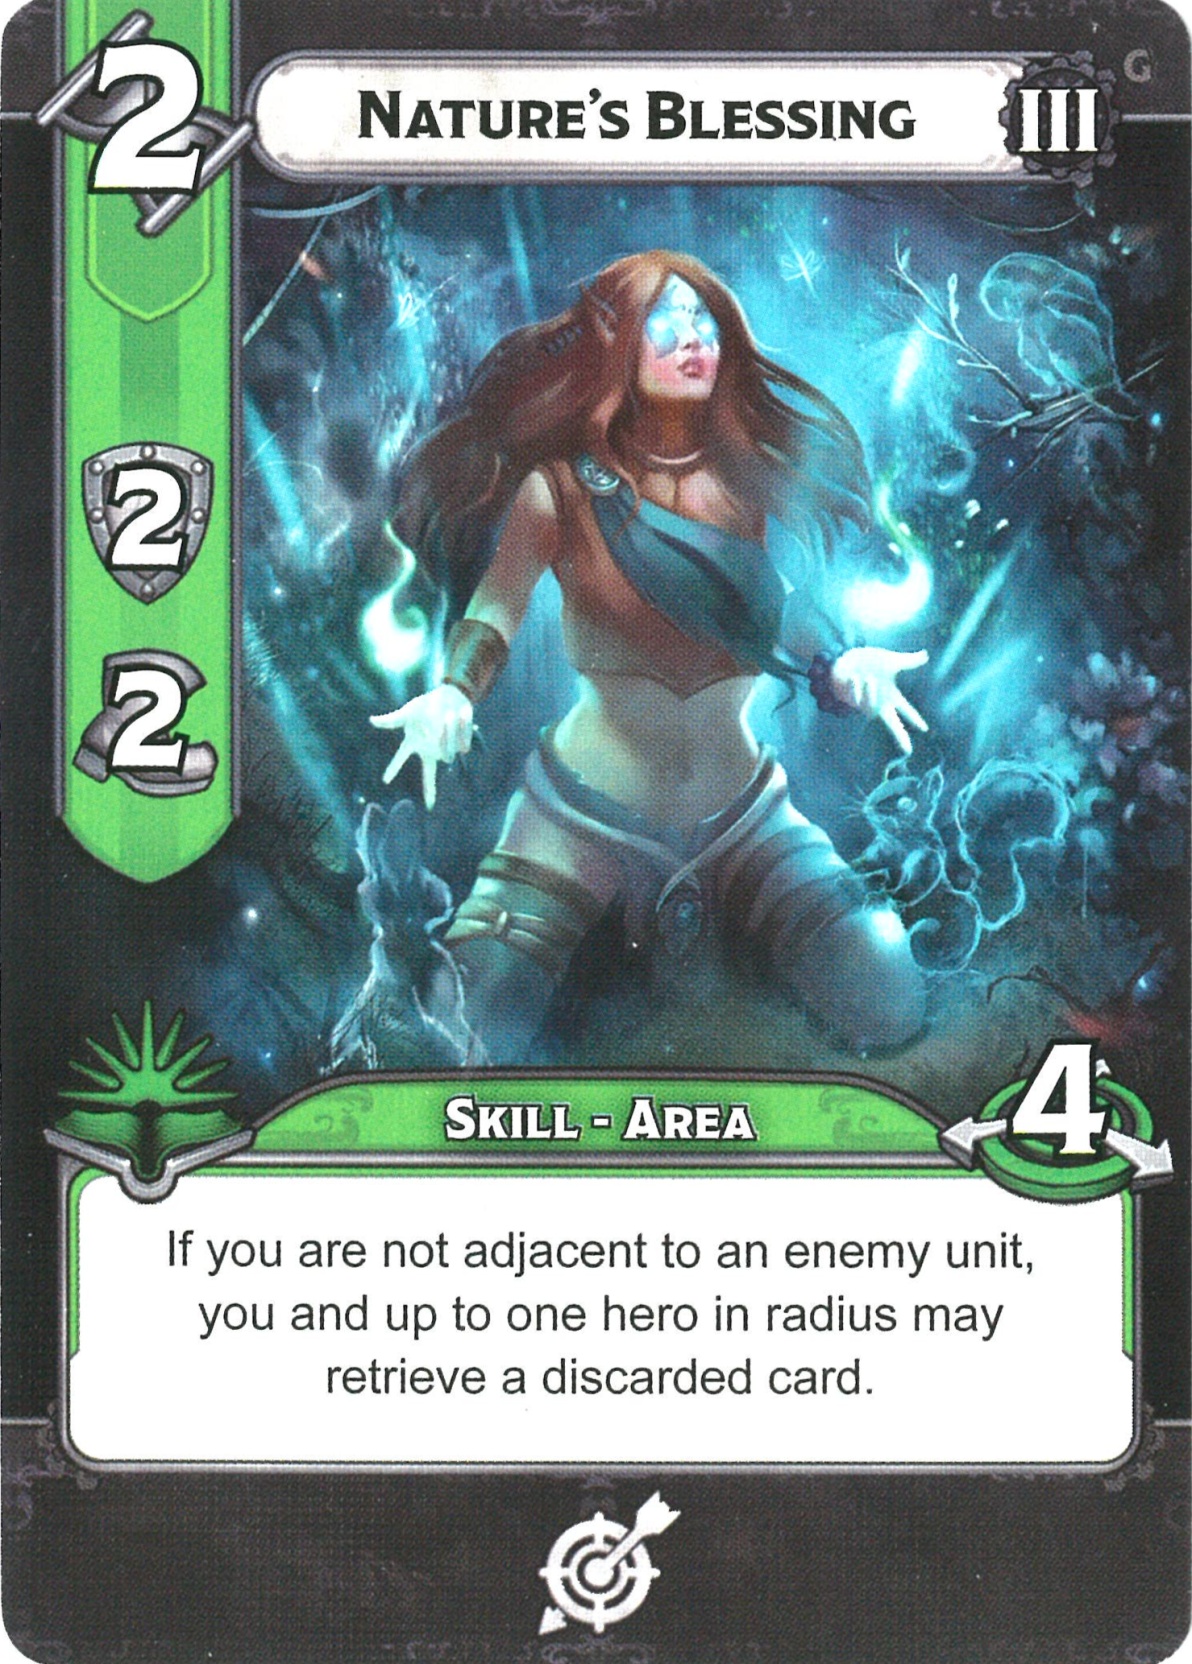 2
NATURE'S BLESSING
III
G
2
2
SKILL - AREA
4
If you are not adjacent to an enemy unit,
you and up to one hero in radius may
retrieve a discarded card.